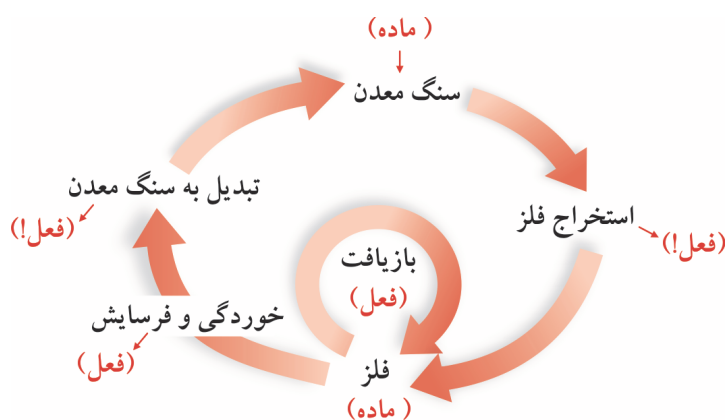 (ماده)
سنگ معدن
استخراج فلز
(فعل!)
تبدیل به سنگ معدن
(فعل!)
بازیافت
(فعل)
خوردگی و فرسایش
(فعل)
فلز
(ماده)